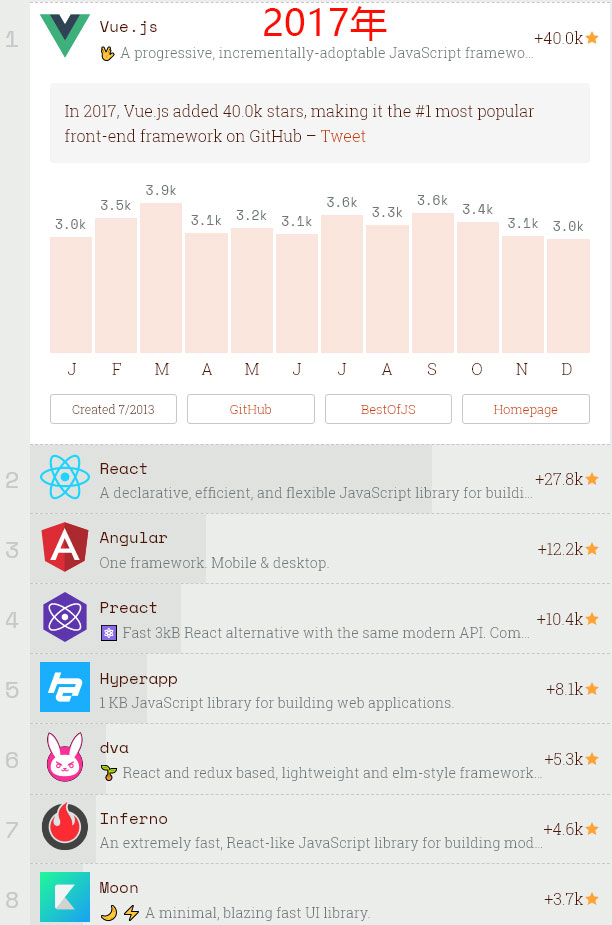 2017年
1
Vue.js
+40.0k
🖖 A progressive, incrementally-adoptable JavaScript framewo...
In 2017, Vue.js added 40.0k stars, making it the #1 most popular
front-end framework on GitHub – Tweet
3.0k 3.5k 3.9k 3.1k 3.2k 3.1k 3.6k 3.3k 3.6k 3.4k 3.1k 3.0k
J F M A M J J A S O N D
Created 7/2013 GitHub BestOfJS Homepage
2
React
+27.8k
A declarative, efficient, and flexible JavaScript library for buildi...
3
Angular
+12.2k
One framework. Mobile & desktop.
4
Preact
+10.4k
⚛️ Fast 3kB React alternative with the same modern API. Com...
5
Hyperapp
+8.1k
1 KB JavaScript library for building web applications.
6
dva
+5.3k
🌱 React and redux based, lightweight and elm-style framework...
7
Inferno
+4.6k
An extremely fast, React-like JavaScript library for building mod...
8
Moon
+3.7k
🌙 ⚡ A minimal, blazing fast UI library.